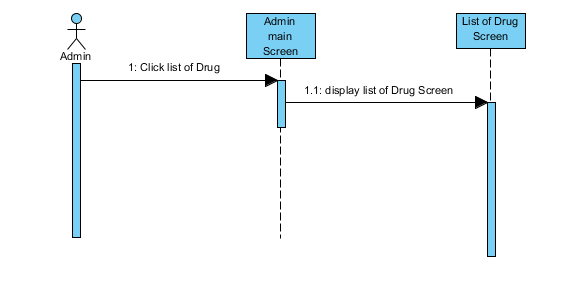 Admin
main
Screen
List of Drug
Screen
Admin
1: Click list of Drug
1.1: display list of Drug Screen